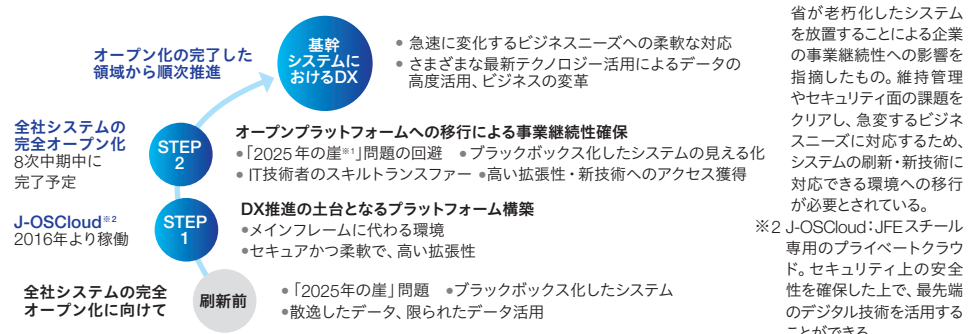 オープン化の完了した
領域から順次推進
基幹
システムに
おけるDX
● 急速に変化するビジネスニーズへの柔軟な対応
● さまざまな最新テクノロジー活用によるデータの
高度活用、ビジネスの変革
全社システムの
完全オープン化
8次中期中に
完了予定
STEP
2
オープンプラットフォームへの移行による事業継続性確保
●「2025年の崖※1」問題の回避 ●ブラックボックス化したシステムの見える化
● IT技術者のスキルトランスファー ●高い拡張性・新技術へのアクセス獲得
J-OSCloud※2
2016年より稼働
STEP
1
DX推進の土台となるプラットフォーム構築
●メインフレームに代わる環境
●セキュアかつ柔軟で、高い拡張性
全社システムの完全
オープン化に向けて
刷新前
●「2025年の崖」問題 ●ブラックボックス化したシステム
●散逸したデータ、限られたデータ活用
省が老朽化したシステム
を放置することによる企業
の事業継続性への影響を
指摘したもの。維持管理
やセキュリティ面の課題を
クリアし、急変するビジネ
スニーズに対応するため、
システムの刷新・新技術に
対応できる環境への移行
が必要とされている。
※2 J-OSCloud：JFEスチール
専用のプライベートクラウ
ド。セキュリティ上の安全
性を確保した上で、最先端
のデジタル技術を活用する
ことができる。